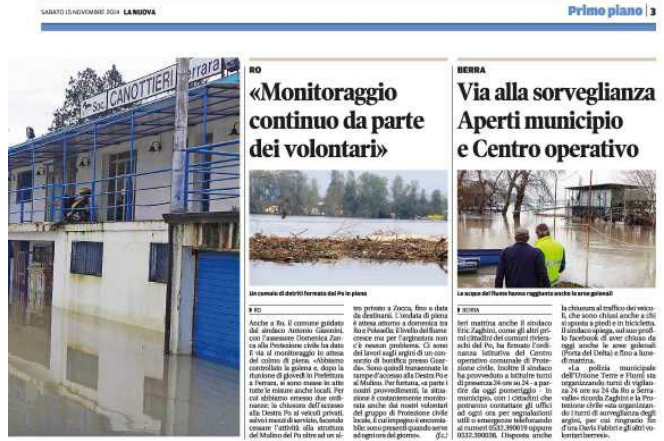 SABATO 15 NOVEMBRE 2014 LA NUOVA
Primo piano | 3
Soc. CANOTTIERI Ferrara
RO
«Monitoraggio
continuo da parte
dei volontari»
Un cumulo di detriti formato dal Po in piena
RO
Anche a Ro, il comune guidato
dal sindaco Antonio Giannini,
con l'assessore Domenico Zan-
ca alla Protezione civile ha dato
il via al monitoraggio in attesa
del colmo di piena. «Abbiamo
controllato la golena e, dopo la
riunione di giovedì in Prefettura
a Ferrara, si sono messe in atto
tutte le misure anche locali. Per
cui abbiamo emesso due ordi-
nanze: la chiusura dell'accesso
alla Destra Po ai veicoli privati,
salvo i mezzi di servizio, facendo
cessare l'attività alla struttura
del Mulino del Po oltre ad un al-
tro privato a Zocca, fino a data
da destinarsi. L'ondata di piena
è attesa attorno a domenica tra
Ro e Polesella: il livello del fiume
cresce ma per l'arginatura non
c'è nessun problema. Ci sono
dei lavori sugli argini di un con-
sorzio di bonifica presso Guar-
da». Sono quindi transennate le
rampe d'accesso alla Destra Po e
al Mulino. Per fortuna, «a parte i
nostri provvedimenti, la situa-
zione è costantemente monito-
rata anche dai nostri volontari
del gruppo di Protezione civile
locale, il cui impegno è encomia-
bile: sono presenti quando serve
ad ogni ora del giorno».
BERRA
Via alla sorveglianza
Aperti municipio
e Centro operativo
Le acque del fiume hanno raggiunto anche le aree golenali
BERRA
Ieri mattina anche il sindaco
Eric Zaghini, come gli altri pri-
mi cittadini dei comuni riviera-
schi del Po, ha firmato l'ordi-
nanza istitutiva del Centro
operativo comunale di Prote-
zione civile. Inoltre il sindaco
ha provveduto a istituire turni
di presenza 24 ore su 24 - a par-
tire da oggi pomeriggio - in
municipio, con i cittadini che
potranno contattare gli uffici
ad ogni ora per segnalazioni
utili o emergenze telefonando
ai numeri 0532.390019 oppure
0532.390038. Disposta anche
la chiusura al traffico dei veico-
li, che sono chiusi anche a chi
si sposta a piedi e in bicicletta.
Il sindaco spiega, sul suo profi-
lo facebook di aver chiuso da
oggi anche le aree golenali
(Porta del Delta) e fino a lune-
dì mattina.
«La polizia municipale
dell'Unione Terre e Fiumi sta
organizzando turni di vigilan-
za 24 ore su 24 da Ro a Serra-
valle» ricorda Zaghini e la Pro-
tezione civile «sta organizzan-
do i turni di sorveglianza degli
argini, per cui ringrazio fin
d'ora Davis Fabbri e gli altri vo-
lontari berresi».